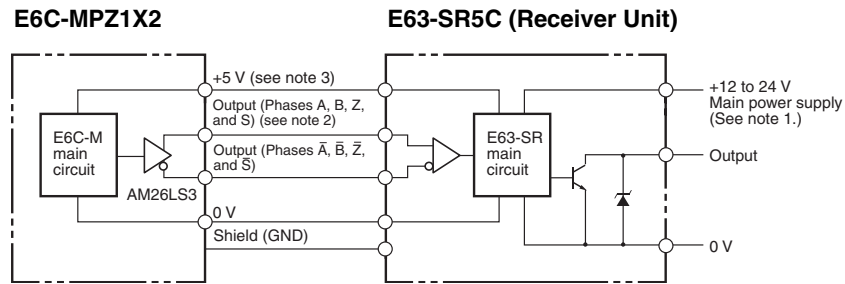 E6C-MPZ1X2
E63-SR5C (Receiver Unit)
+5 V (see note 3)
Output (Phases A, B, Z,
and S) (see note 2)
Output (Phases A̅, B̅, Z̅,
and S̅)
E6C-M
main
circuit
AM26LS3
0 V
Shield (GND)
E63-SR
main
circuit
+12 to 24 V
Main power supply
(See note 1.)
Output
0 V